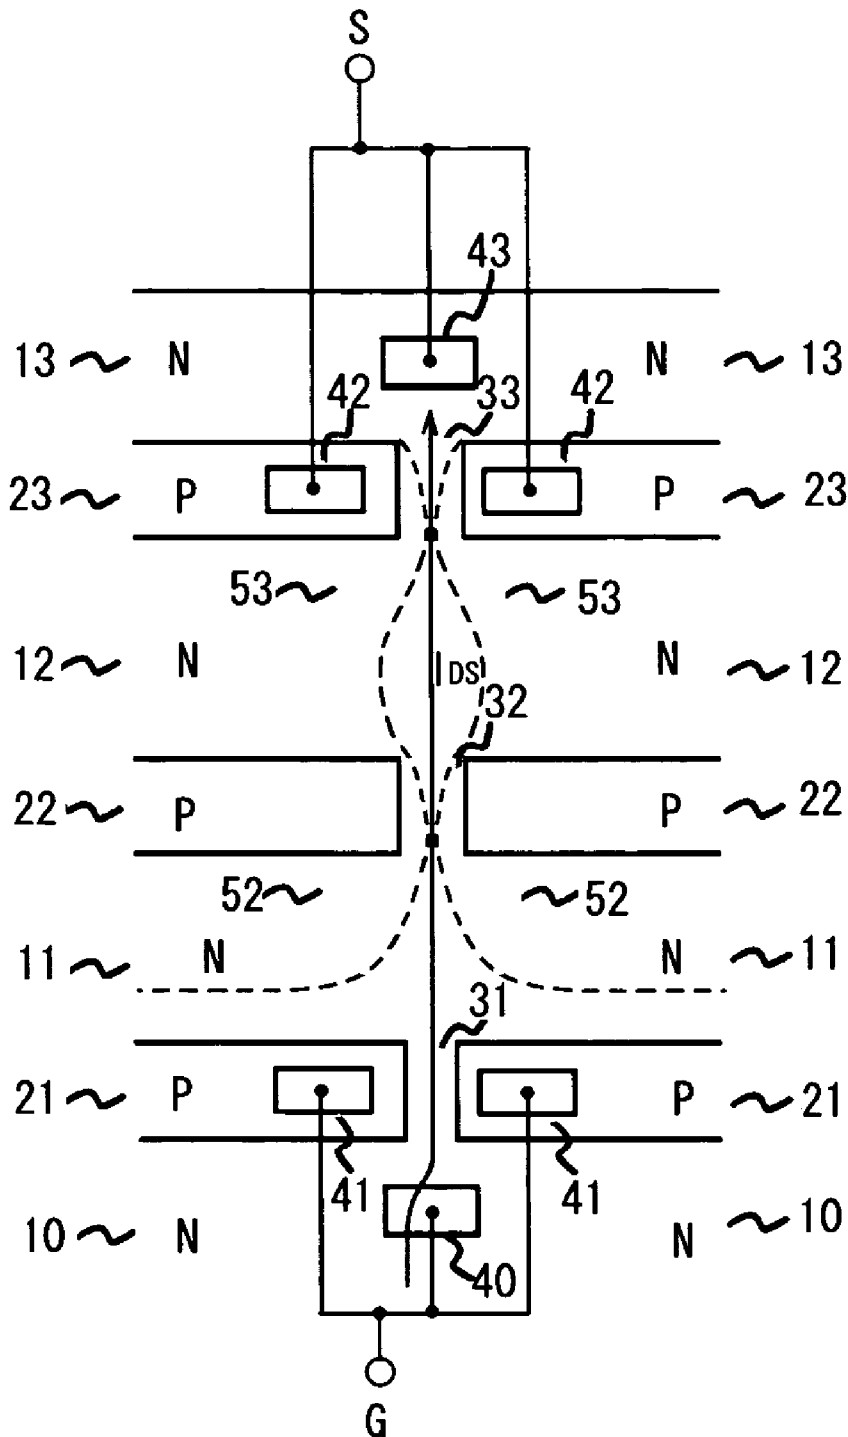 S
43
13 N N 13
42 33 42
23 P P 23
53 53
12 N IDS N 12
32
22 P P 22
52 52
11 N N 11
31
21 P P 21
41 41
10 N N 10
40
G